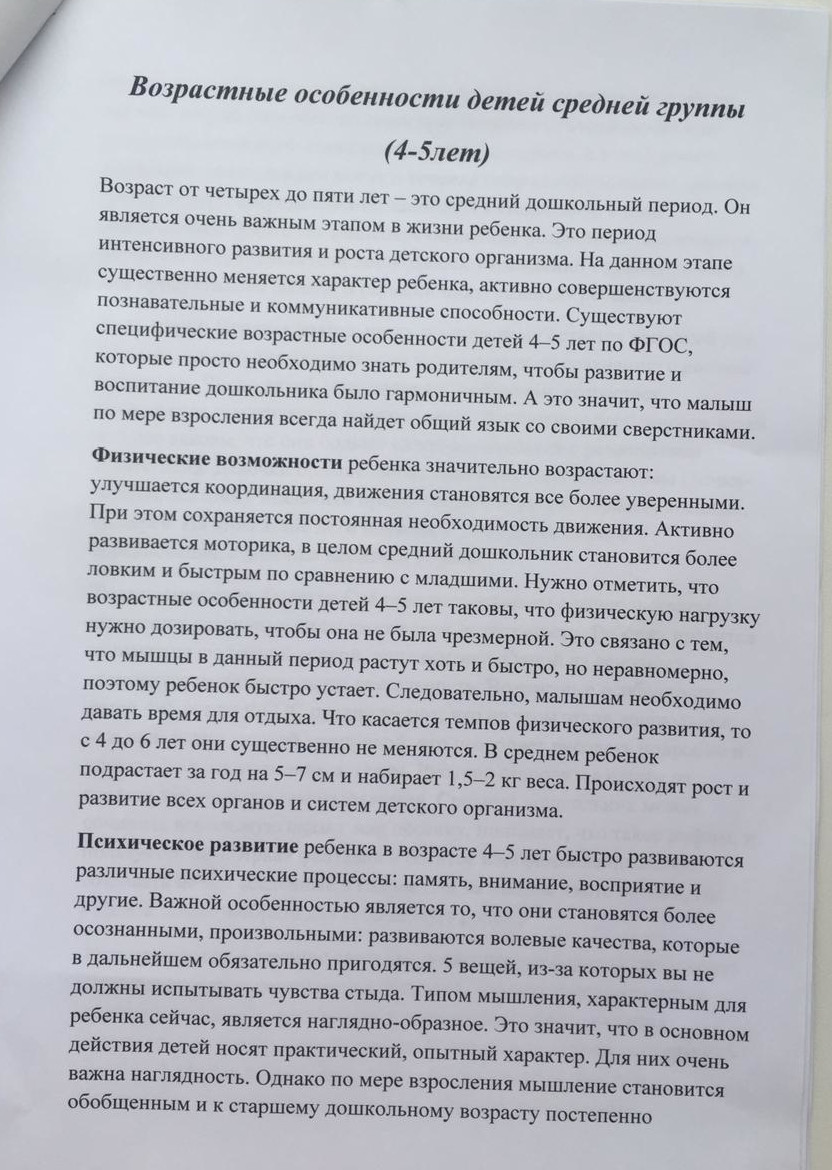 Возрастные особенности детей средней группы
(4-5лет)
Возраст от четырех до пяти лет – это средний дошкольный период. Он
является очень важным этапом в жизни ребенка. Это период
интенсивного развития и роста детского организма. На данном этапе
существенно меняется характер ребенка, активно совершенствуются
познавательные и коммуникативные способности. Существуют
специфические возрастные особенности детей 4–5 лет по ФГОС,
которые просто необходимо знать родителям, чтобы развитие и
воспитание дошкольника было гармоничным. А это значит, что малыш
по мере взросления всегда найдет общий язык со своими сверстниками.
Физические возможности ребенка значительно возрастают:
улучшается координация, движения становятся все более уверенными.
При этом сохраняется постоянная необходимость движения. Активно
развивается моторика, в целом средний дошкольник становится более
ловким и быстрым по сравнению с младшими. Нужно отметить, что
возрастные особенности детей 4–5 лет таковы, что физическую нагрузку
нужно дозировать, чтобы она не была чрезмерной. Это связано с тем,
что мышцы в данный период растут хоть и быстро, но неравномерно,
поэтому ребенок быстро устает. Следовательно, малышам необходимо
давать время для отдыха. Что касается темпов физического развития, то
с 4 до 6 лет они существенно не меняются. В среднем ребенок
подрастает за год на 5–7 см и набирает 1,5–2 кг веса. Происходят рост и
развитие всех органов и систем детского организма.
Психическое развитие ребенка в возрасте 4–5 лет быстро развиваются
различные психические процессы: память, внимание, восприятие и
другие. Важной особенностью является то, что они становятся более
осознанными, произвольными: развиваются волевые качества, которые
в дальнейшем обязательно пригодятся. 5 вещей, из-за которых вы не
должны испытывать чувства стыда. Типом мышления, характерным для
ребенка сейчас, является наглядно-образное. Это значит, что в основном
действия детей носят практический, опытный характер. Для них очень
важна наглядность. Однако по мере взросления мышление становится
обобщенным и к старшему дошкольному возрасту постепенно